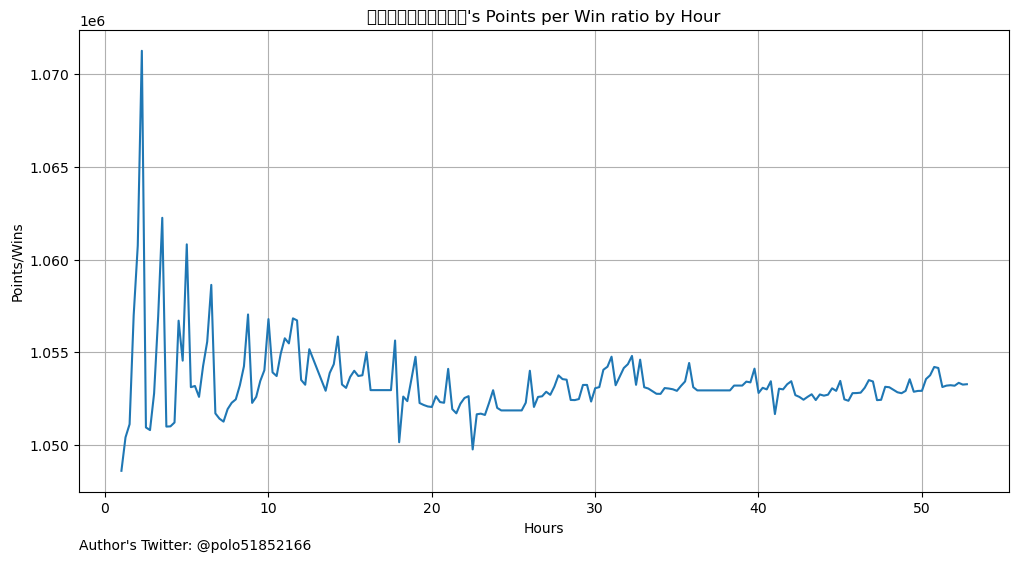 's Points per Win ratio by Hour
1e6
1.070
1.065
1.060
1.055
1.050
Points/Wins
0 10 20 30 40 50
Hours
Author's Twitter: @polo51852166